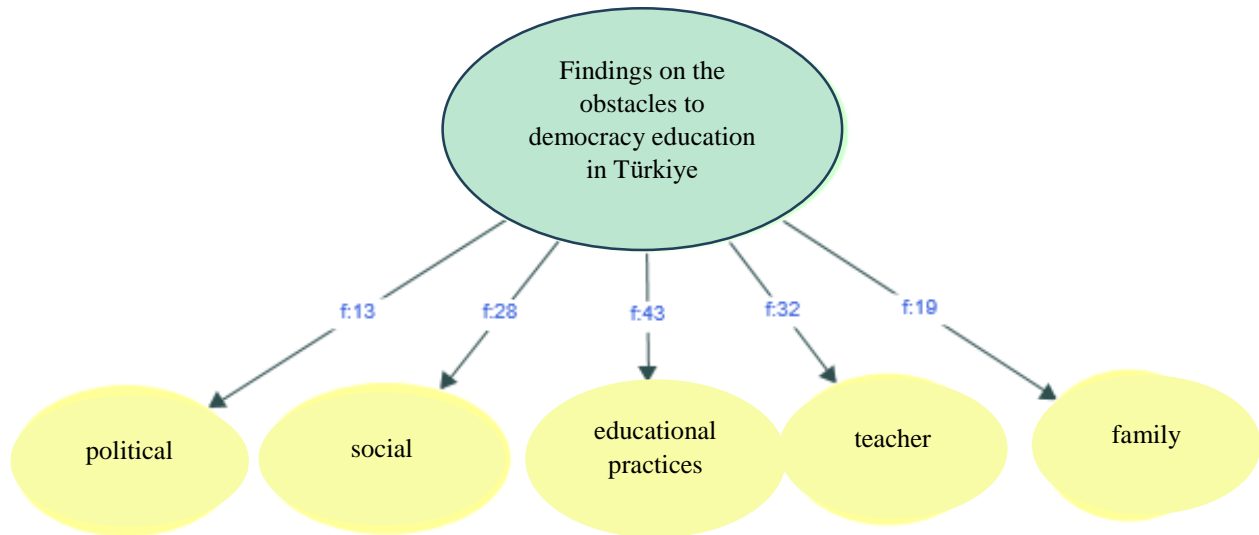 Findings on the
obstacles to
democracy education
in Türkiye
f:13
f:28
f:43
f:32
f:19
political
social
educational
practices
teacher
family